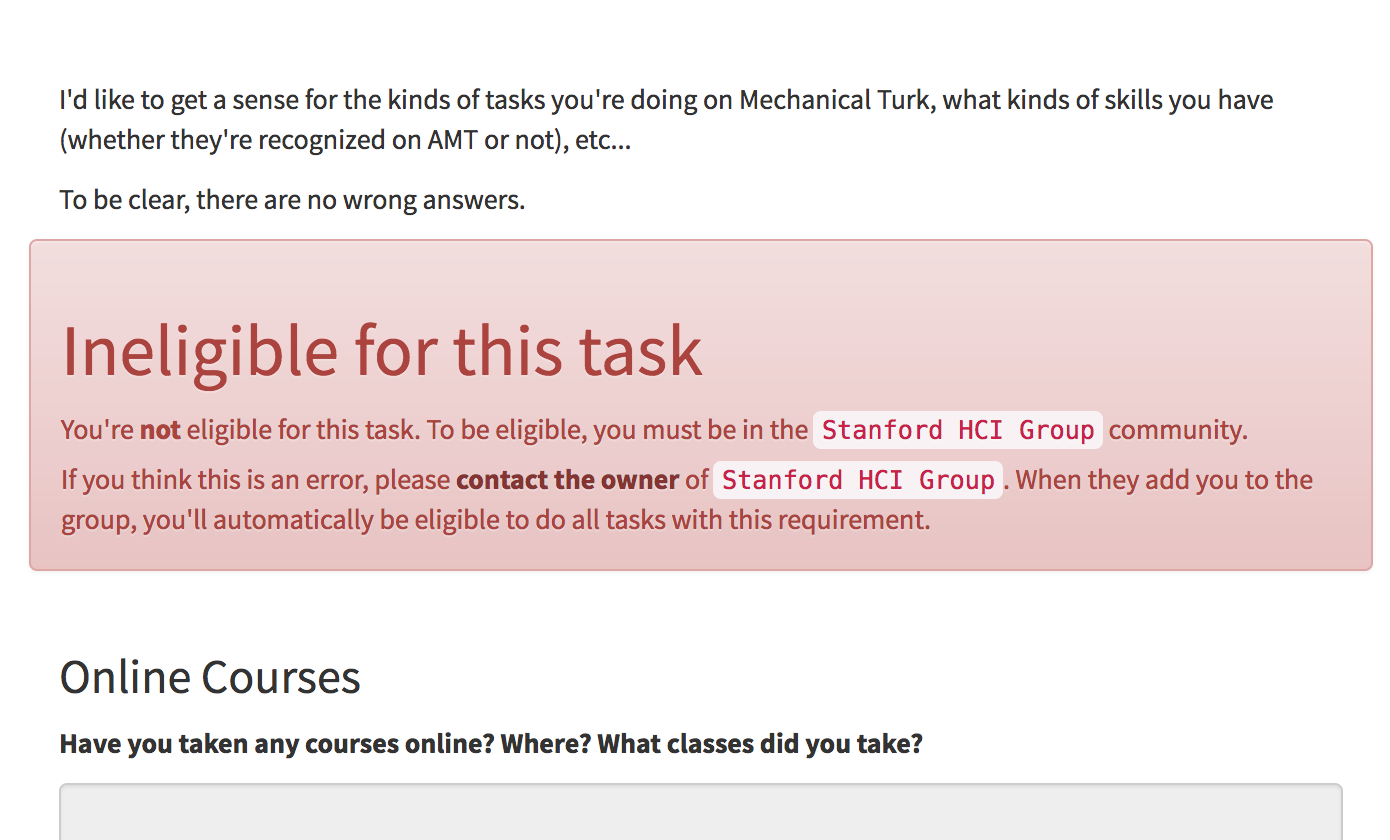 I'd like to get a sense for the kinds of tasks you're doing on Mechanical Turk, what kinds of skills you have
(whether they're recognized on AMT or not), etc...
To be clear, there are no wrong answers.
Ineligible for this task
You're not eligible for this task. To be eligible, you must be in the Stanford HCI Group community.
If you think this is an error, please contact the owner of Stanford HCI Group. When they add you to the
group, you'll automatically be eligible to do all tasks with this requirement.
Online Courses
Have you taken any courses online? Where? What classes did you take?